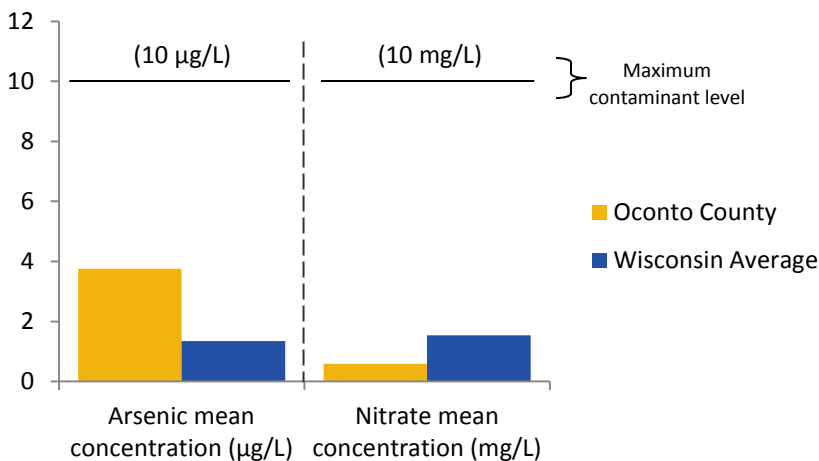 12
10
8
6
4
2
0
(10 µg/L)
(10 mg/L)
Maximum
contaminant level
Oconto County
Wisconsin Average
Arsenic mean
concentration (µg/L)
Nitrate mean
concentration (mg/L)